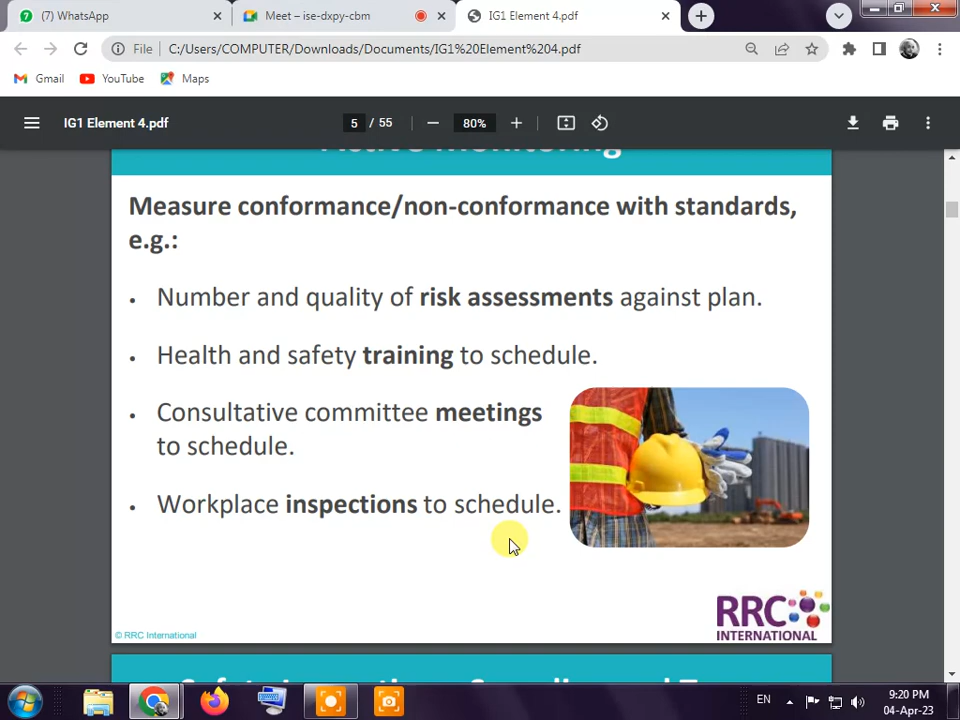 (7) WhatsApp
Meet – ise-dxpy-cbm
IG1 Element 4.pdf
File
C:/Users/COMPUTER/Downloads/Documents/IG1%20Element%204.pdf
Gmail
YouTube
Maps
IG1 Element 4.pdf
5 / 55
80%
Active Monitoring
Measure conformance/non-conformance with standards,
e.g.:
• Number and quality of risk assessments against plan.
• Health and safety training to schedule.
• Consultative committee meetings
to schedule.
• Workplace inspections to schedule.
© RRC International
RRC
INTERNATIONAL
EN
9:20 PM
04-Apr-23